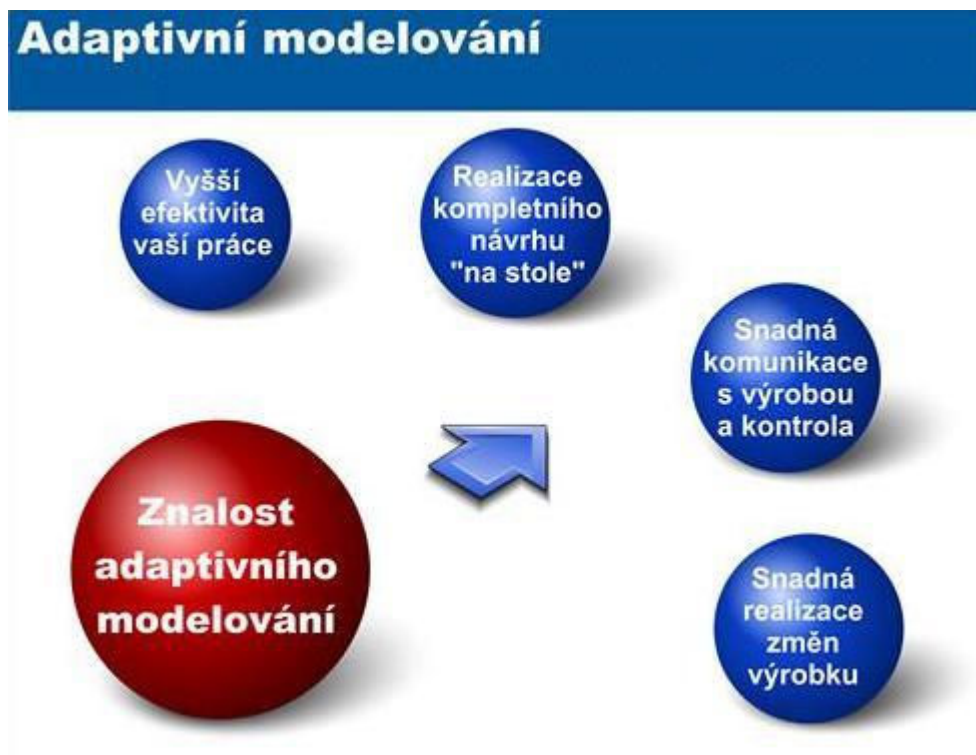 Adaptivní modelování
Vyšší
efektivita
vaší práce
Realizace
kompletního
návrhu
"na stole"
Snadná
komunikace
s výrobou
a kontrola
Znalost
adaptivního
modelování
Snadná
realizace
změn
výrobku